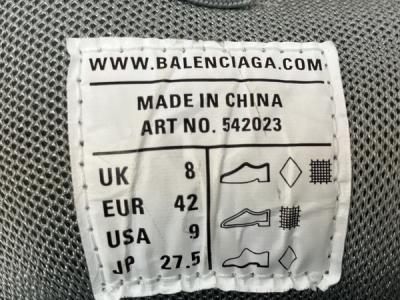 WWW.BALENCIAGA.COM
MADE IN CHINA
ART NO. 542023
UK 8
EUR 42
USA 9
JP 27.5